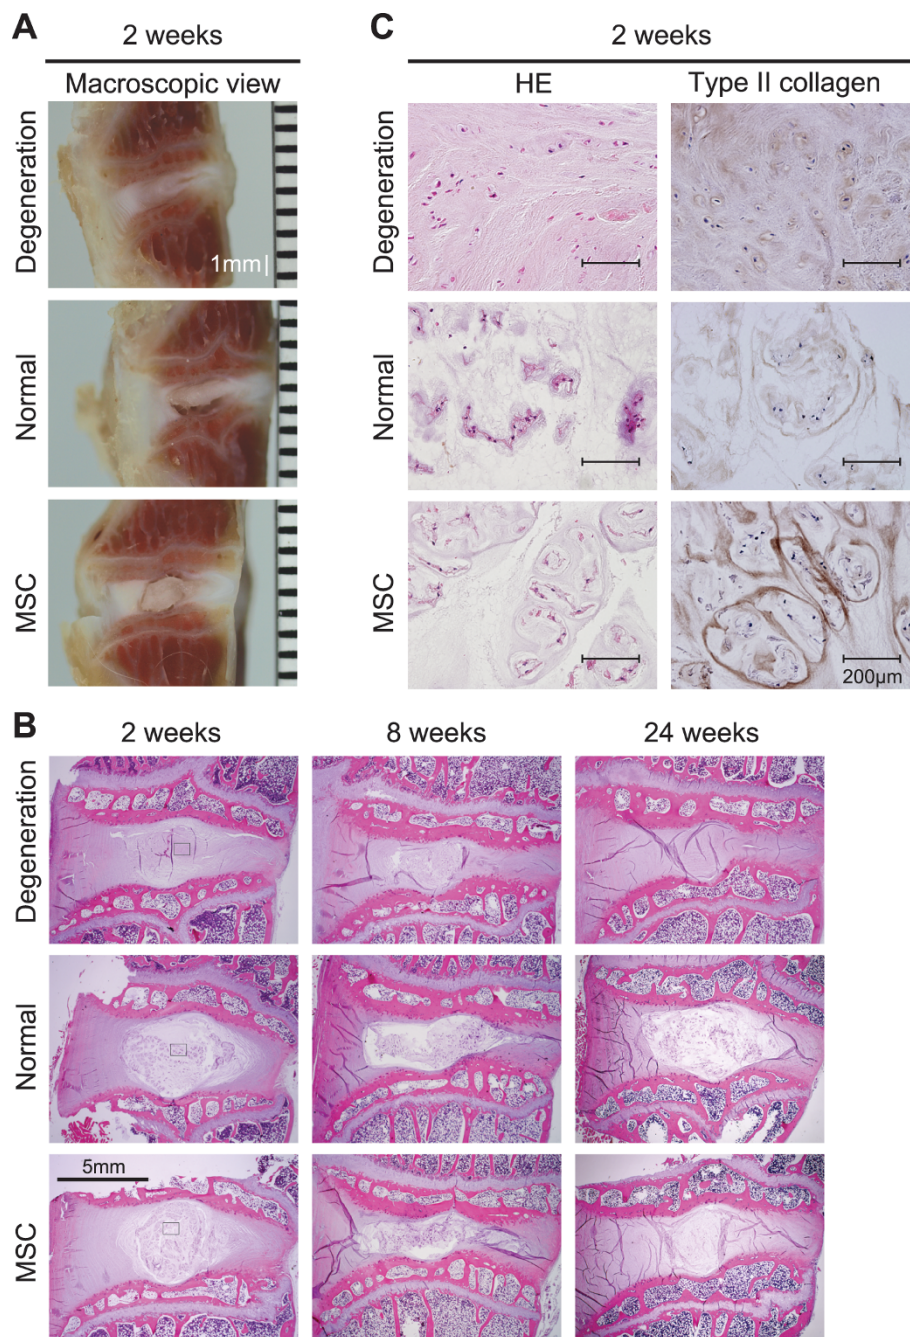 A
2 weeks
Macroscopic view
Degeneration
1mm
Normal
MSC
C
2 weeks
HE
Type II collagen
Degeneration
Normal
MSC
200μm
B
2 weeks
8 weeks
24 weeks
Degeneration
Normal
MSC
5mm